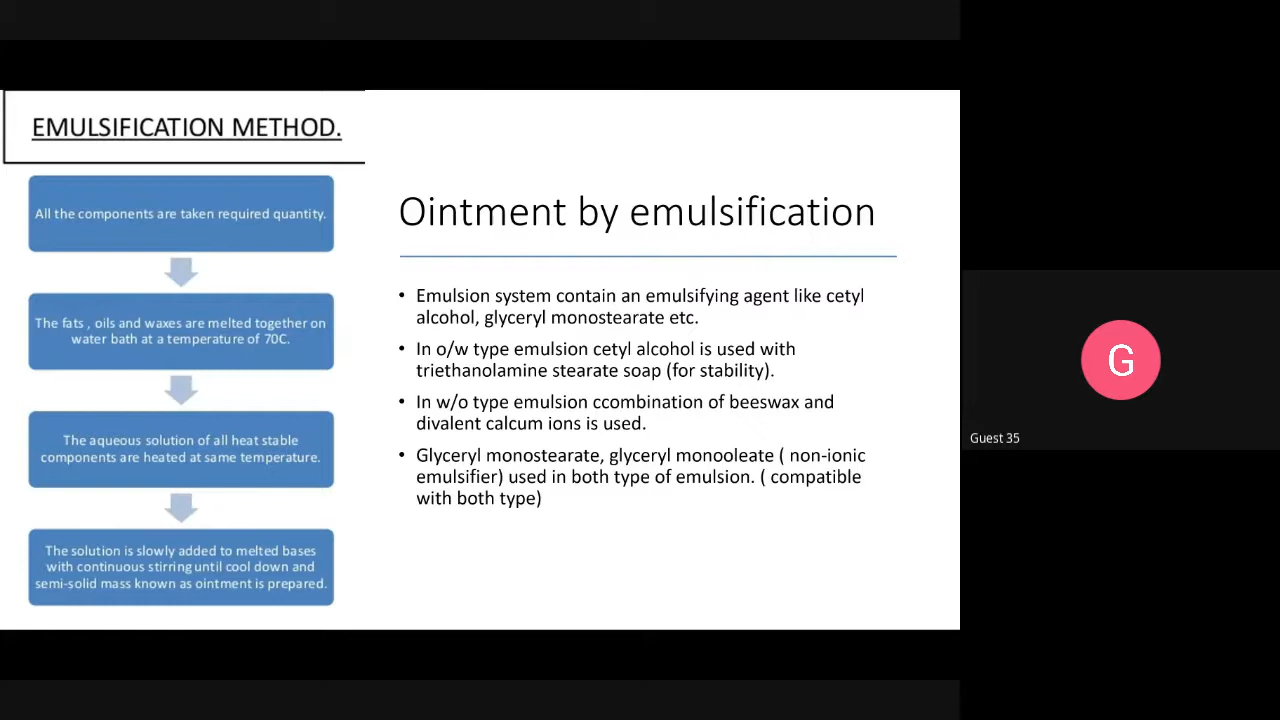 EMULSIFICATION METHOD.
All the components are taken required quantity.
The fats , oils and waxes are melted together on
water bath at a temperature of 70C.
The aqueous solution of all heat stable
components are heated at same temperature.
The solution is slowly added to melted bases
with continuous stirring until cool down and
semi-solid mass known as ointment is prepared.
Ointment by emulsification
• Emulsion system contain an emulsifying agent like cetyl
alcohol, glyceryl monostearate etc.
• In o/w type emulsion cetyl alcohol is used with
triethanolamine stearate soap (for stability).
• In w/o type emulsion ccombination of beeswax and
divalent calcum ions is used.
• Glyceryl monostearate, glyceryl monooleate ( non-ionic
emulsifier) used in both type of emulsion. ( compatible
with both type)
G
Guest 35